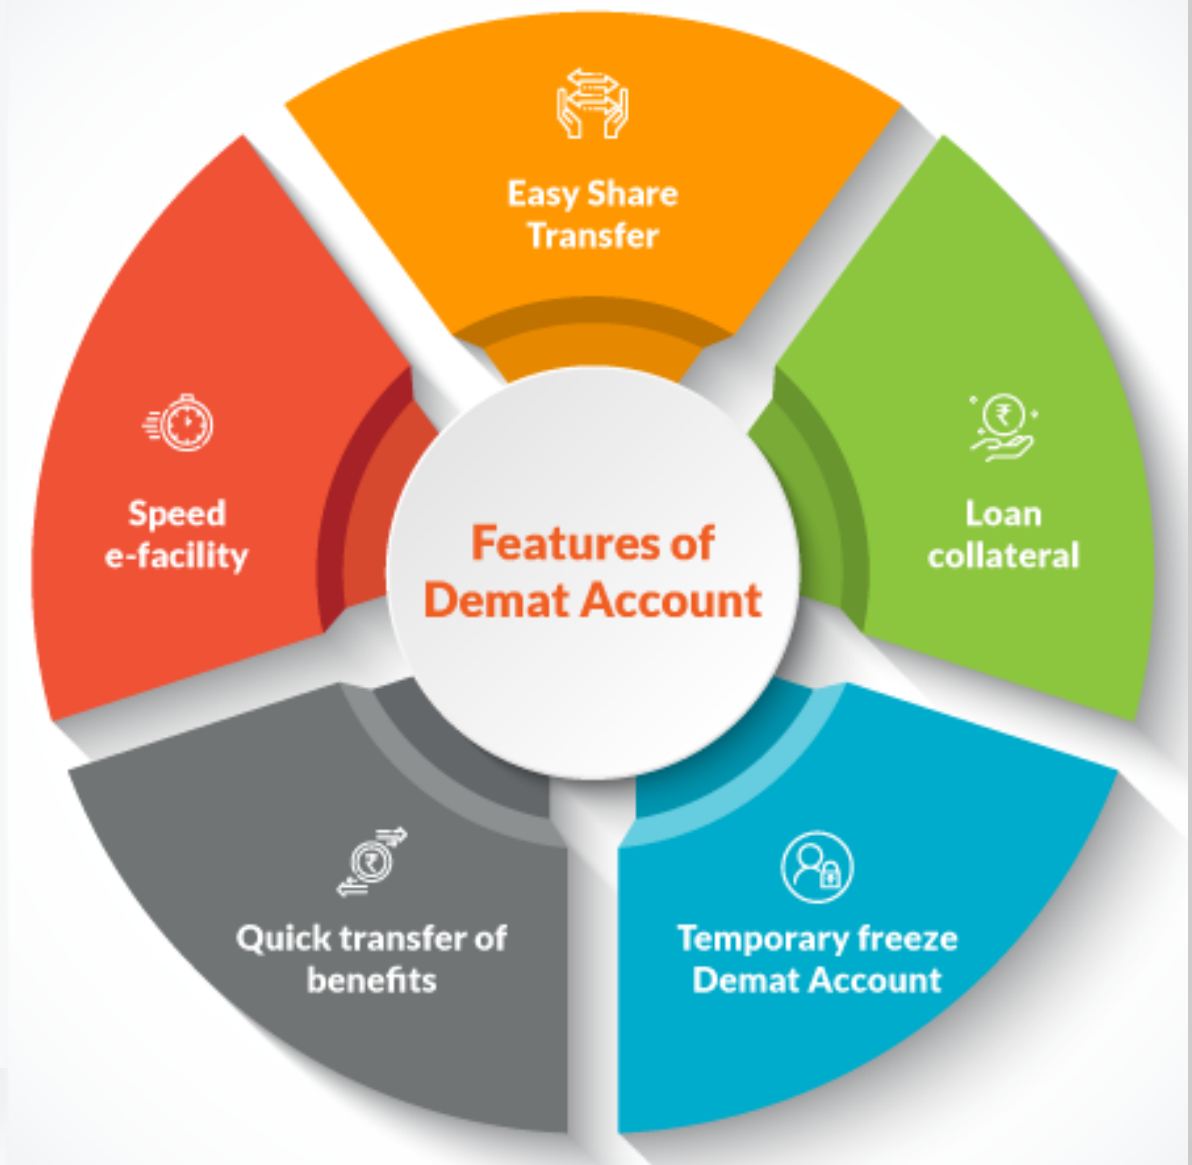 Easy Share
Transfer
Loan
collateral
Temporary freeze
Demat Account
Quick transfer of
benefits
Speed
e-facility
Features of
Demat Account